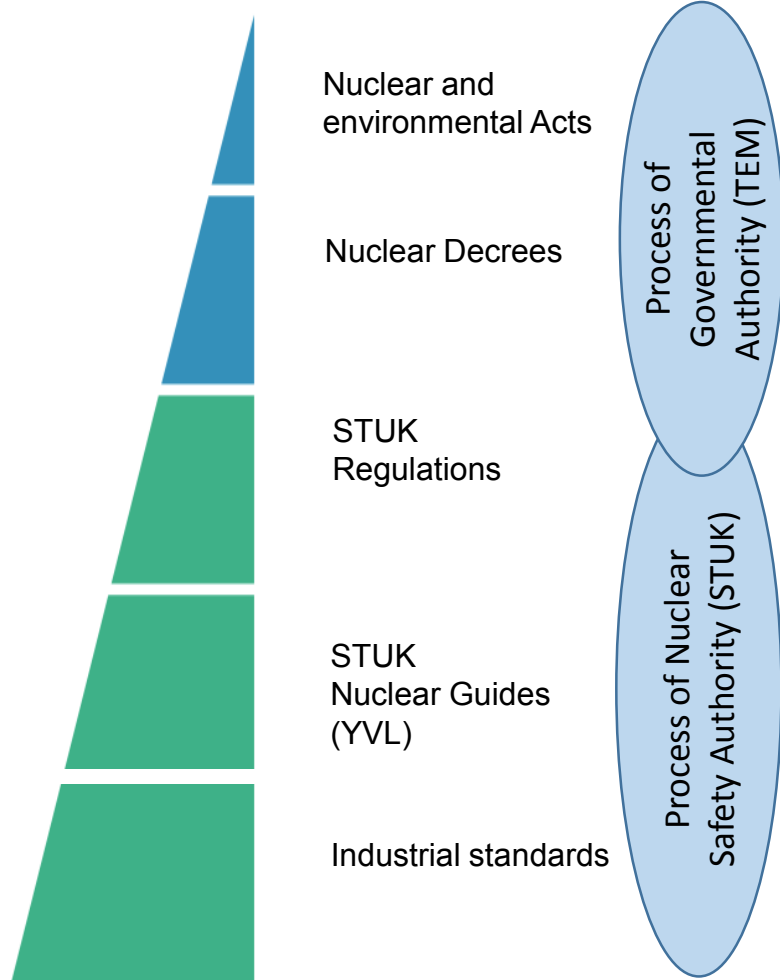 Nuclear and
environmental Acts
Nuclear Decrees
STUK
Regulations
STUK
Nuclear Guides
(YVL)
Industrial standards
Process of
Governmental
Authority (TEM)
Process of Nuclear
Safety Authority (STUK)